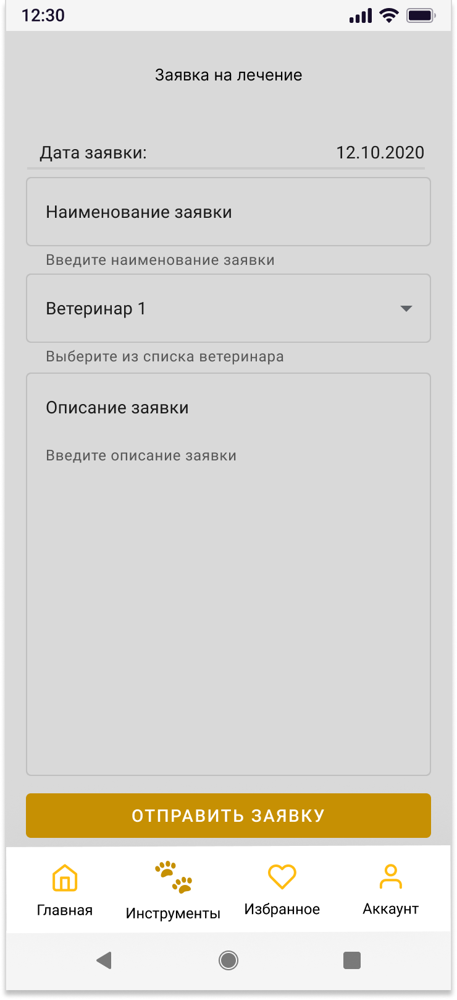 12:30
Заявка на лечение
Дата заявки: 12.10.2020
Наименование заявки
Введите наименование заявки
Ветеринар 1
Выберите из списка ветеринара
Описание заявки
Введите описание заявки
ОТПРАВИТЬ ЗАЯВКУ
Главная Инструменты Избранное Аккаунт